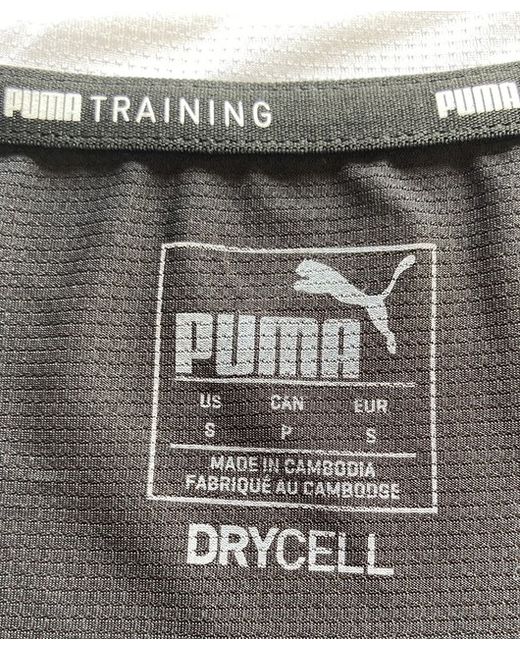 PUMA TRAINING PUMA
PUMA
US CAN EUR
S P S
MADE IN CAMBODIA
FABRIQUÉ AU CAMBODGE
DRYCELL